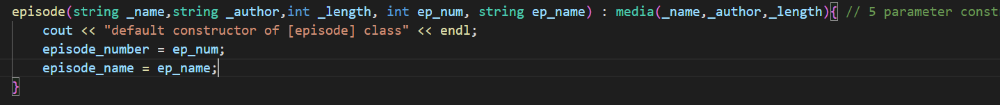 episode(string _name,string _author,int _length, int ep_num, string ep_name) : media(_name,_author,_length){ // 5 parameter const
cout << "default constructor of [episode] class" << endl;
episode_number = ep_num;
episode_name = ep_name;
}